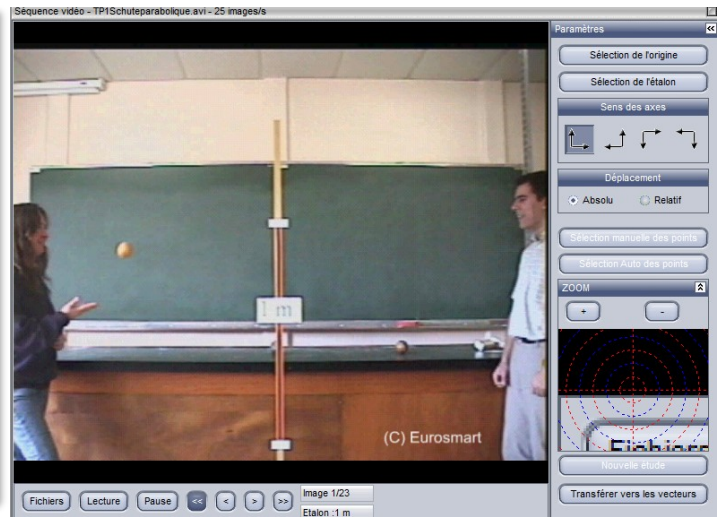 Séquence vidéo - TP1Schuteparabolique.avi - 25 images/s
Paramètres
Sélection de l'origine
Sélection de l'étalon
Sens des axes
Déplacement
Absolu Relatif
Sélection manuelle des points
Sélection Auto des points
ZOOM
+ -
1 m
(C) Eurosmart
Fichiers
Nouvelle étude
Transférer vers les vecteurs
Fichiers Lecture Pause << < > >> Image 1/23
Etalon :1 m